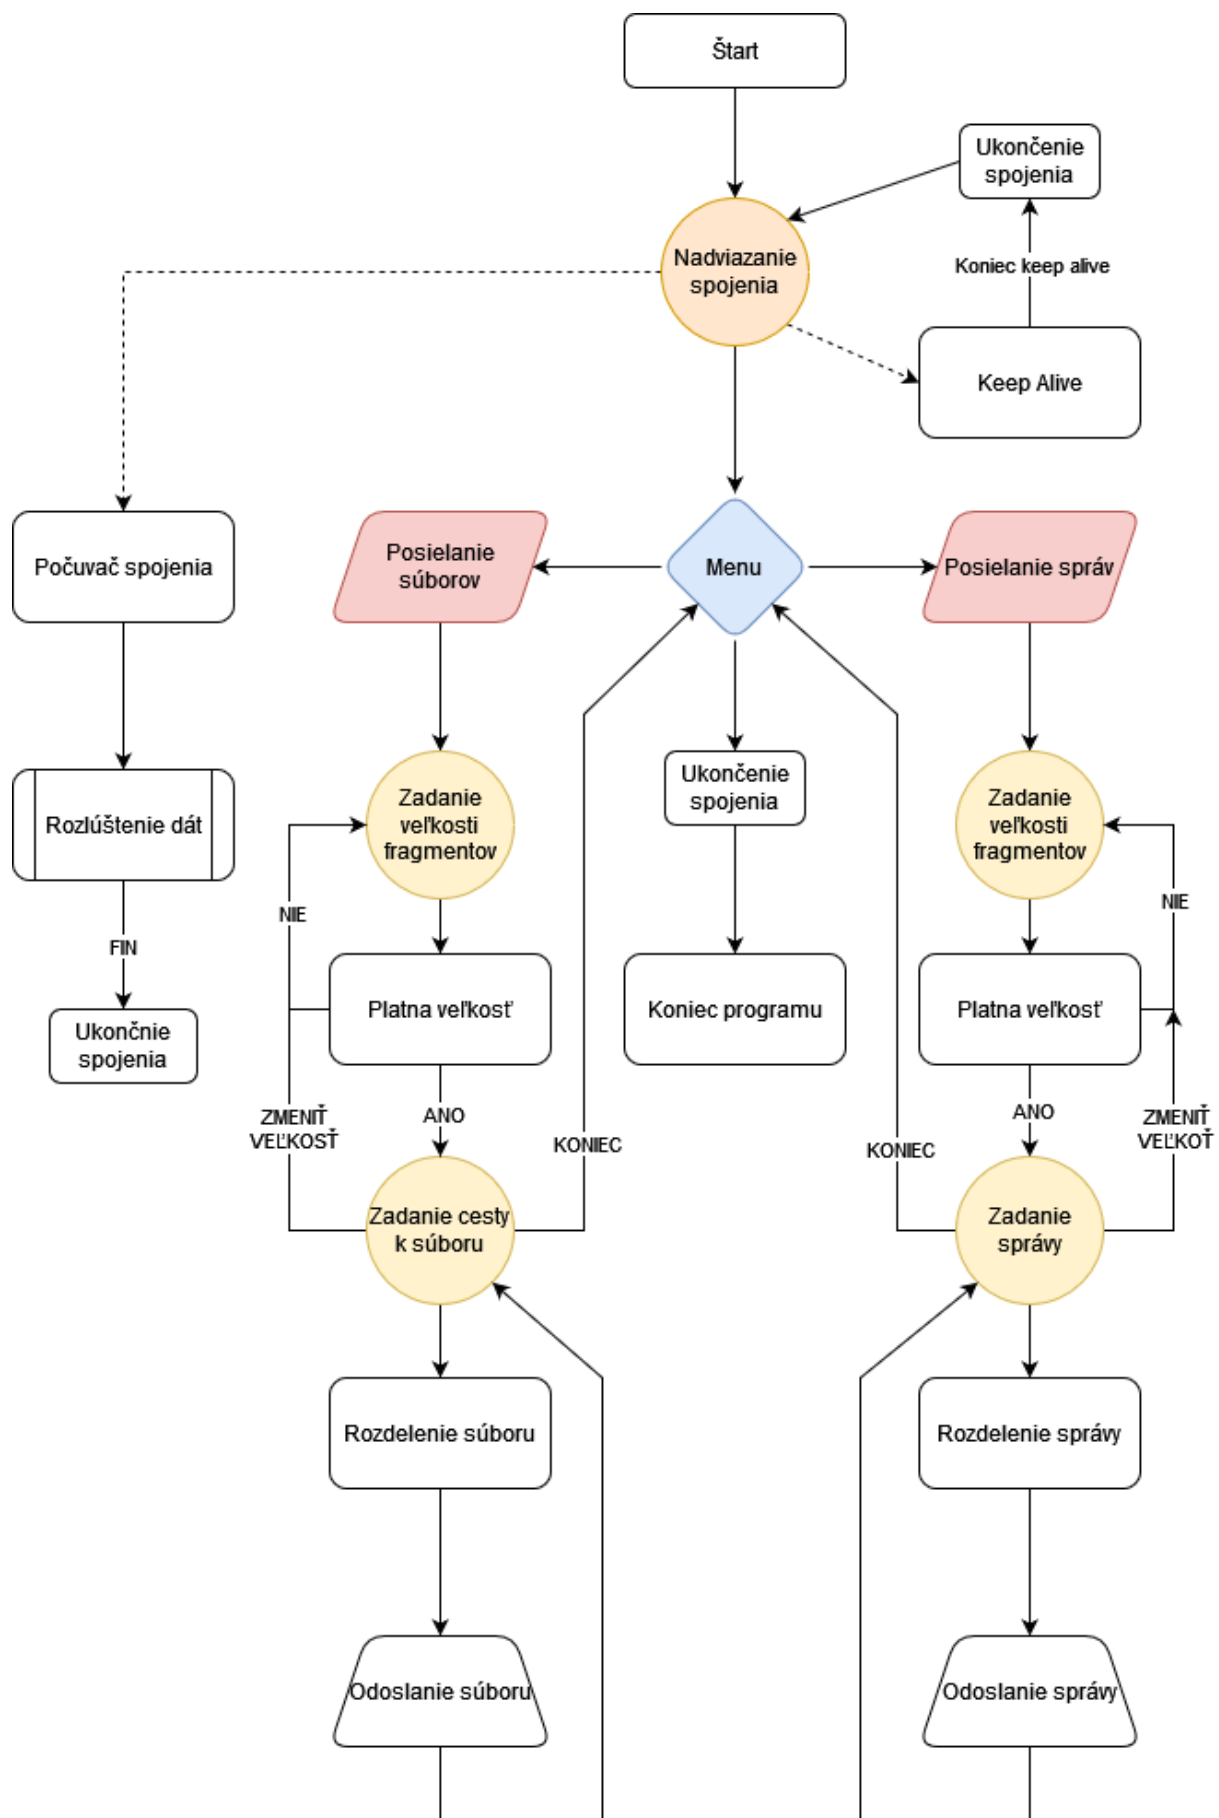 Štart
Ukončenie
spojenia
Nadviazanie
spojenia
Koniec keep alive
Keep Alive
Počuvač spojenia
Posielanie
súborov
Menu
Posielanie správ
Zadanie
veľkosti
fragmentov
Ukončenie
spojenia
Zadanie
veľkosti
fragmentov
Rozlúštenie dát
NIE
NIE
FIN
Platna veľkosť
Koniec programu
Platna veľkosť
Ukončnie
spojenia
ZMENIŤ
VEĽKOSŤ
ANO
KONIEC
KONIEC
ANO
ZMENIŤ
VEĽKOŤ
Zadanie cesty
k súboru
Zadanie
správy
Rozdelenie súboru
Rozdelenie správy
Odoslanie súboru
Odoslanie správy